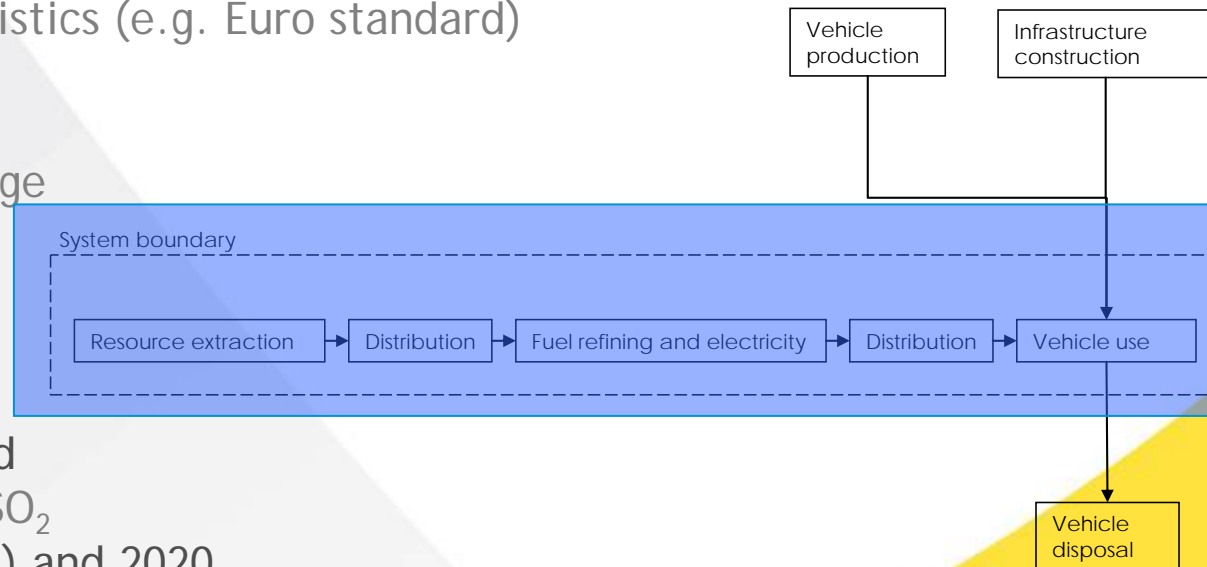 istics (e.g. Euro standard)
Vehicle
production
Infrastructure
construction
ge
System boundary
Resource extraction
Distribution
Fuel refining and electricity
Distribution
Vehicle use
d
SO₂
) and 2020
Vehicle
disposal